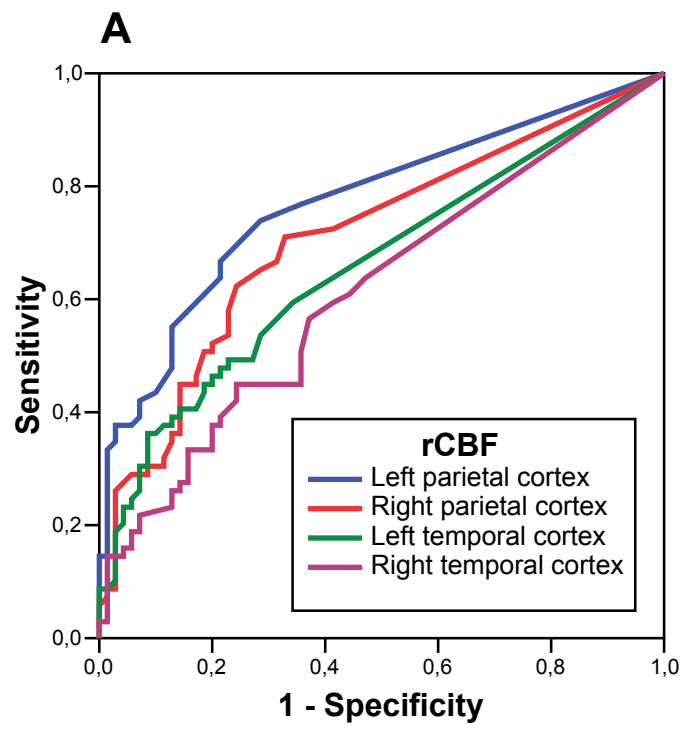 A
1,0
0,8
0,6
0,4
0,2
0,0
Sensitivity
rCBF
Left parietal cortex
Right parietal cortex
Left temporal cortex
Right temporal cortex
0,0 0,2 0,4 0,6 0,8 1,0
1 - Specificity